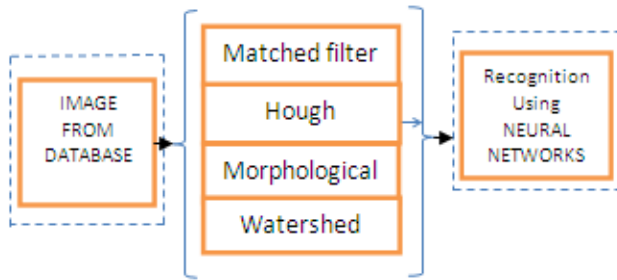 IMAGE
FROM
DATABASE
Matched filter
Hough
Morphological
Watershed
Recognition
Using
NEURAL
NETWORKS